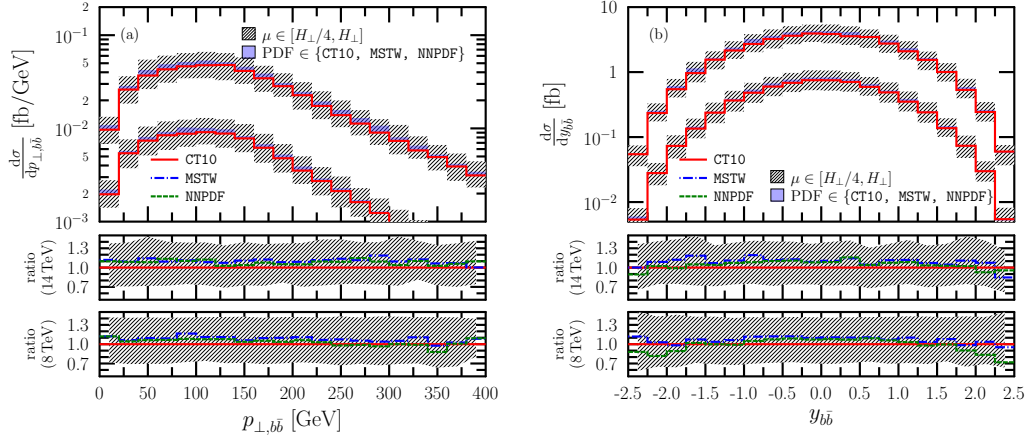 (a)
μ ∈ [H⊥/4, H⊥]
PDF ∈ {CT10, MSTW, NNPDF}
10⁻¹
5
2
10⁻²
5
2
10⁻³
dσ/dp⊥,bb̄ [fb/GeV]
CT10
MSTW
NNPDF
ratio
(14 TeV)
1.3
1.0
0.7
ratio
(8 TeV)
1.3
1.0
0.7
0 50 100 150 200 250 300 350 400
p⊥,bb̄ [GeV]
(b)
μ ∈ [H⊥/4, H⊥]
PDF ∈ {CT10, MSTW, NNPDF}
10
1
10⁻¹
10⁻²
dσ/dy bb̄ [fb]
CT10
MSTW
NNPDF
ratio
(14 TeV)
1.3
1.0
0.7
ratio
(8 TeV)
1.3
1.0
0.7
-2.5 -2.0 -1.5 -1.0 -0.5 0.0 0.5 1.0 1.5 2.0 2.5
y bb̄